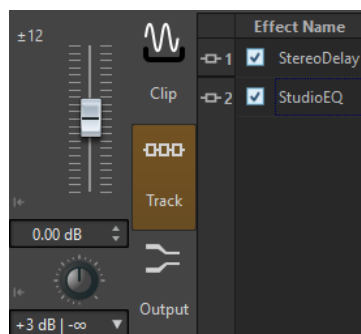 ±12
Clip
Track
Output
0.00 dB
+3 dB | -∞
Effect Name
1 StereoDelay
2 StudioEQ